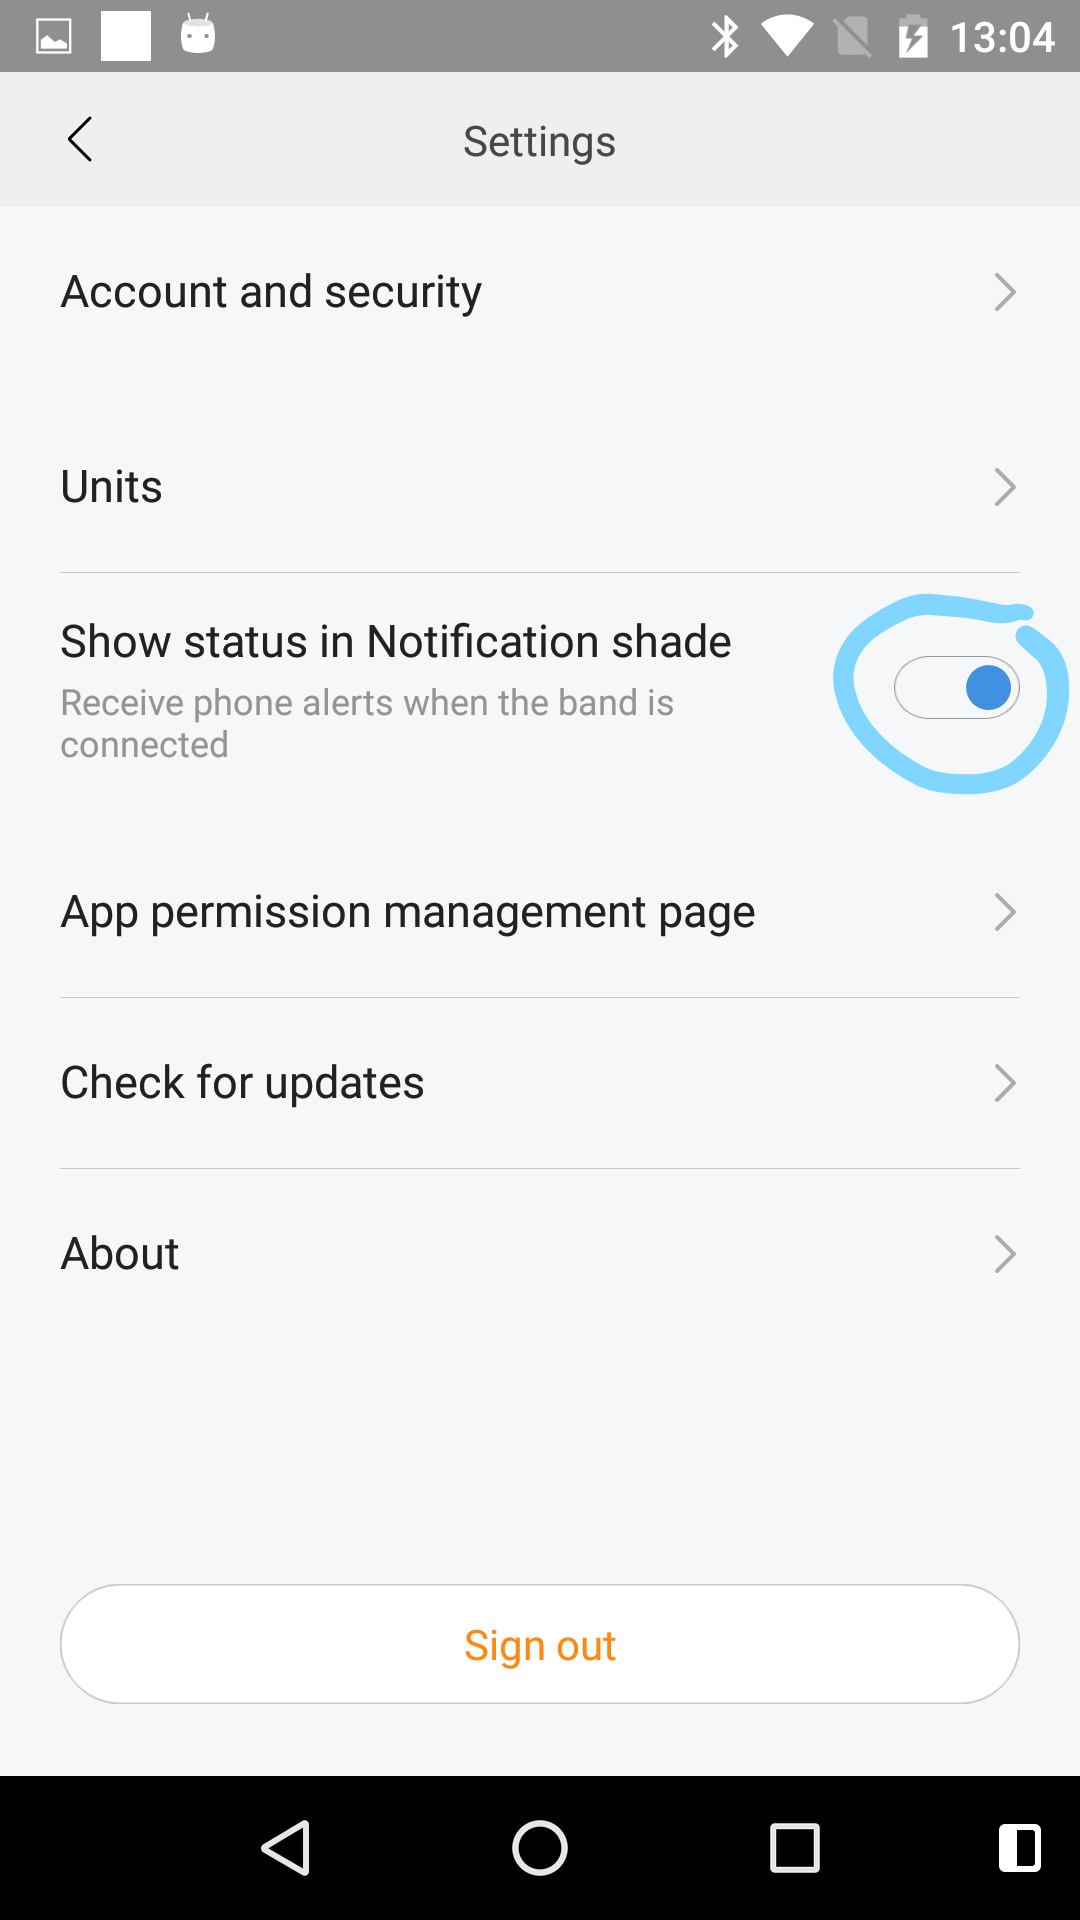 13:04
Settings
Account and security
Units
Show status in Notification shade
Receive phone alerts when the band is
connected
App permission management page
Check for updates
About
Sign out